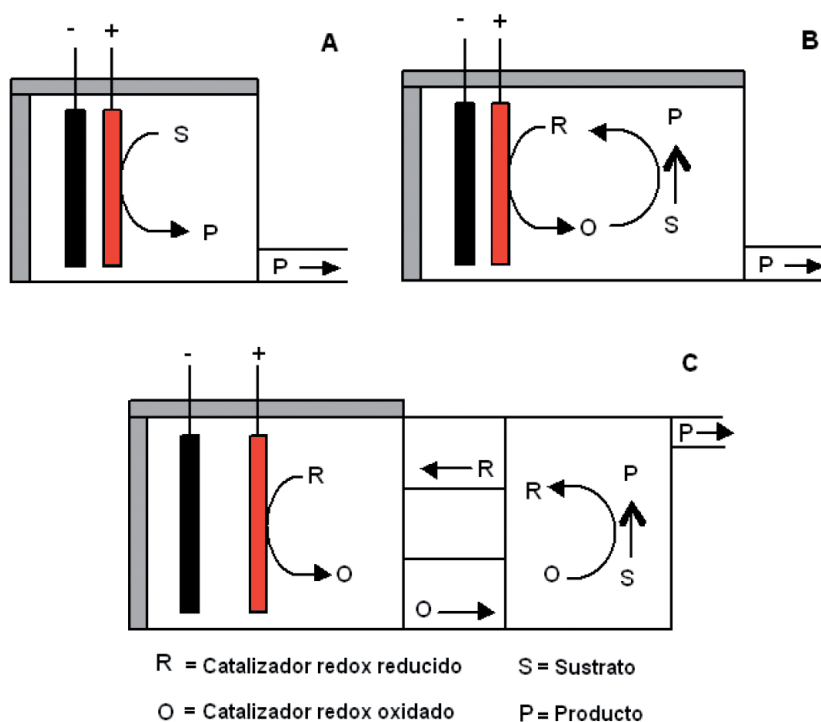 - + A
S
P
P
- + B
R P
O S
P
- + C
R
O
R
O
R P
O S
P
R = Catalizador redox reducido
S = Sustrato
O = Catalizador redox oxidado
P = Producto